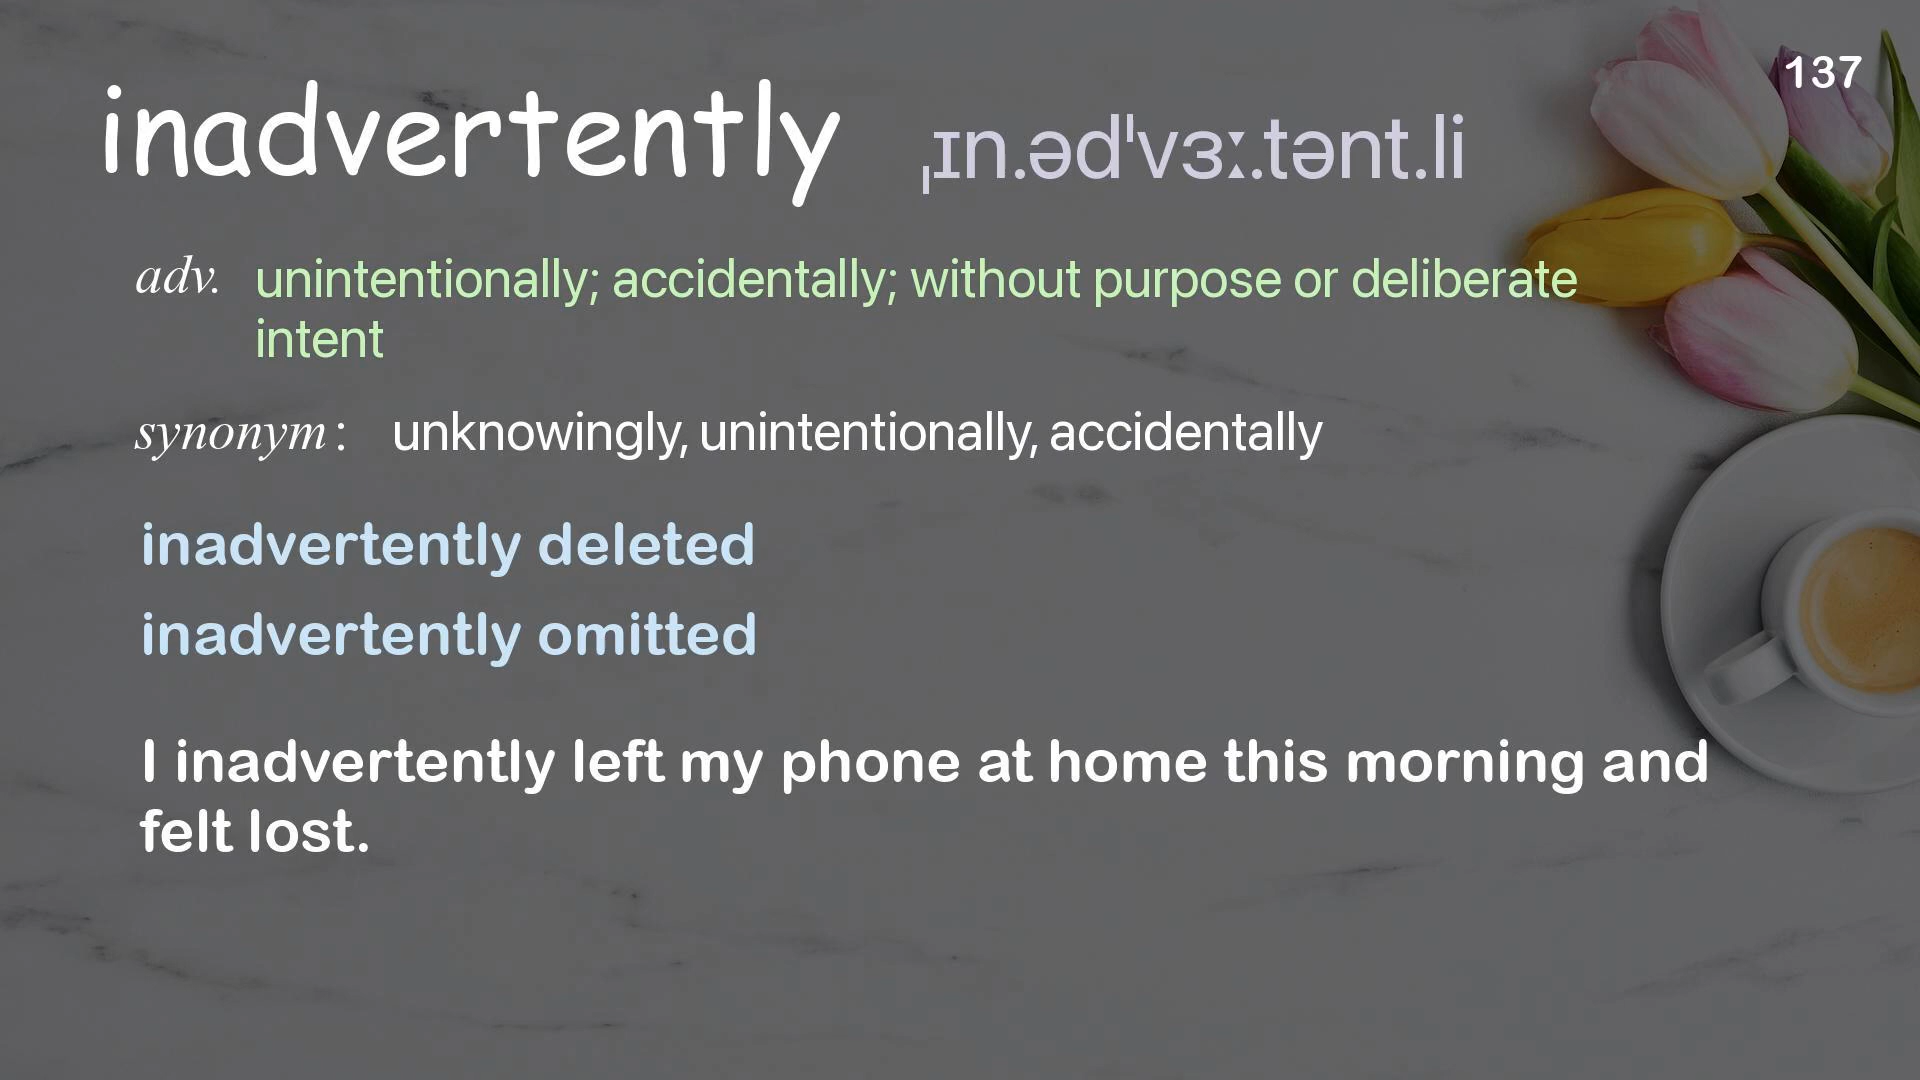 137
inadvertently ˌɪn.ədˈvɜː.tənt.li
adv. unintentionally; accidentally; without purpose or deliberate
intent
synonym: unknowingly, unintentionally, accidentally
inadvertently deleted
inadvertently omitted
I inadvertently left my phone at home this morning and
felt lost.